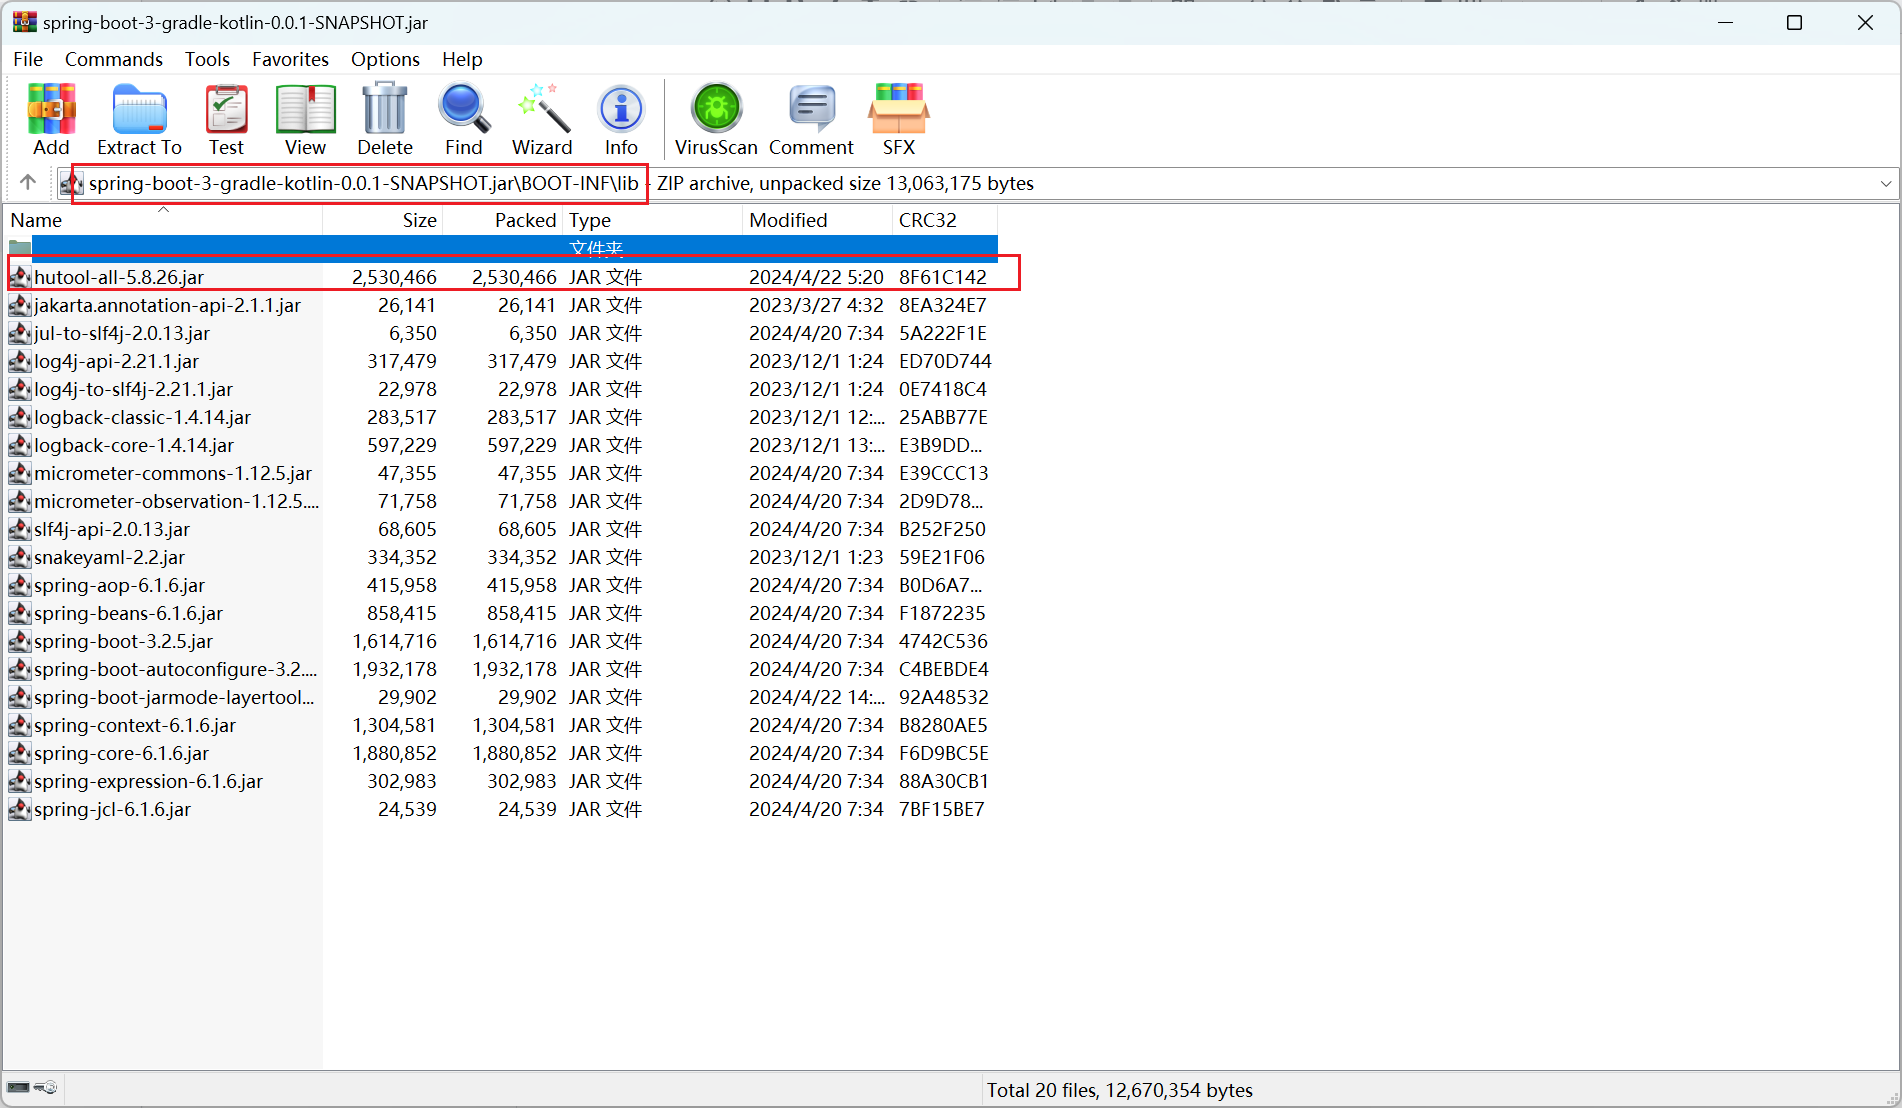 spring-boot-3-gradle-kotlin-0.0.1-SNAPSHOT.jar
File Commands Tools Favorites Options Help
Add Extract To Test View Delete Find Wizard Info VirusScan Comment SFX
spring-boot-3-gradle-kotlin-0.0.1-SNAPSHOT.jar\BOOT-INF\lib - ZIP archive, unpacked size 13,063,175 bytes
Name Size Packed Type Modified CRC32
文件夹
hutool-all-5.8.26.jar 2,530,466 2,530,466 JAR 文件 2024/4/22 5:20 8F61C142
jakarta.annotation-api-2.1.1.jar 26,141 26,141 JAR 文件 2023/3/27 4:32 8EA324E7
jul-to-slf4j-2.0.13.jar 6,350 6,350 JAR 文件 2024/4/20 7:34 5A222F1E
log4j-api-2.21.1.jar 317,479 317,479 JAR 文件 2023/12/1 1:24 ED70D744
log4j-to-slf4j-2.21.1.jar 22,978 22,978 JAR 文件 2023/12/1 1:24 0E7418C4
logback-classic-1.4.14.jar 283,517 283,517 JAR 文件 2023/12/1 12:... 25ABB77E
logback-core-1.4.14.jar 597,229 597,229 JAR 文件 2023/12/1 13:... E3B9DD...
micrometer-commons-1.12.5.jar 47,355 47,355 JAR 文件 2024/4/20 7:34 E39CCC13
micrometer-observation-1.12.5.... 71,758 71,758 JAR 文件 2024/4/20 7:34 2D9D78...
slf4j-api-2.0.13.jar 68,605 68,605 JAR 文件 2024/4/20 7:34 B252F250
snakeyaml-2.2.jar 334,352 334,352 JAR 文件 2023/12/1 1:23 59E21F06
spring-aop-6.1.6.jar 415,958 415,958 JAR 文件 2024/4/20 7:34 B0D6A7...
spring-beans-6.1.6.jar 858,415 858,415 JAR 文件 2024/4/20 7:34 F1872235
spring-boot-3.2.5.jar 1,614,716 1,614,716 JAR 文件 2024/4/20 7:34 4742C536
spring-boot-autoconfigure-3.2.... 1,932,178 1,932,178 JAR 文件 2024/4/20 7:34 C4BEBDE4
spring-boot-jarmode-layertool... 29,902 29,902 JAR 文件 2024/4/22 14:... 92A48532
spring-context-6.1.6.jar 1,304,581 1,304,581 JAR 文件 2024/4/20 7:34 B8280AE5
spring-core-6.1.6.jar 1,880,852 1,880,852 JAR 文件 2024/4/20 7:34 F6D9BC5E
spring-expression-6.1.6.jar 302,983 302,983 JAR 文件 2024/4/20 7:34 88A30CB1
spring-jcl-6.1.6.jar 24,539 24,539 JAR 文件 2024/4/20 7:34 7BF15BE7
Total 20 files, 12,670,354 bytes